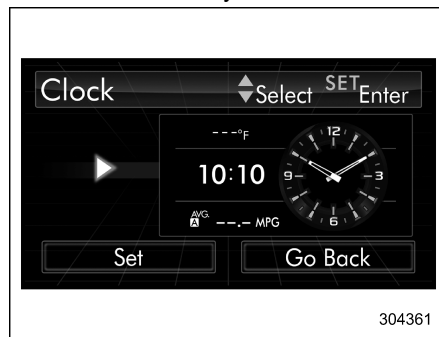 Clock Select SET Enter
---°F
10:10
AVG. A --.- MPG
12
9 3
6
Set Go Back
304361